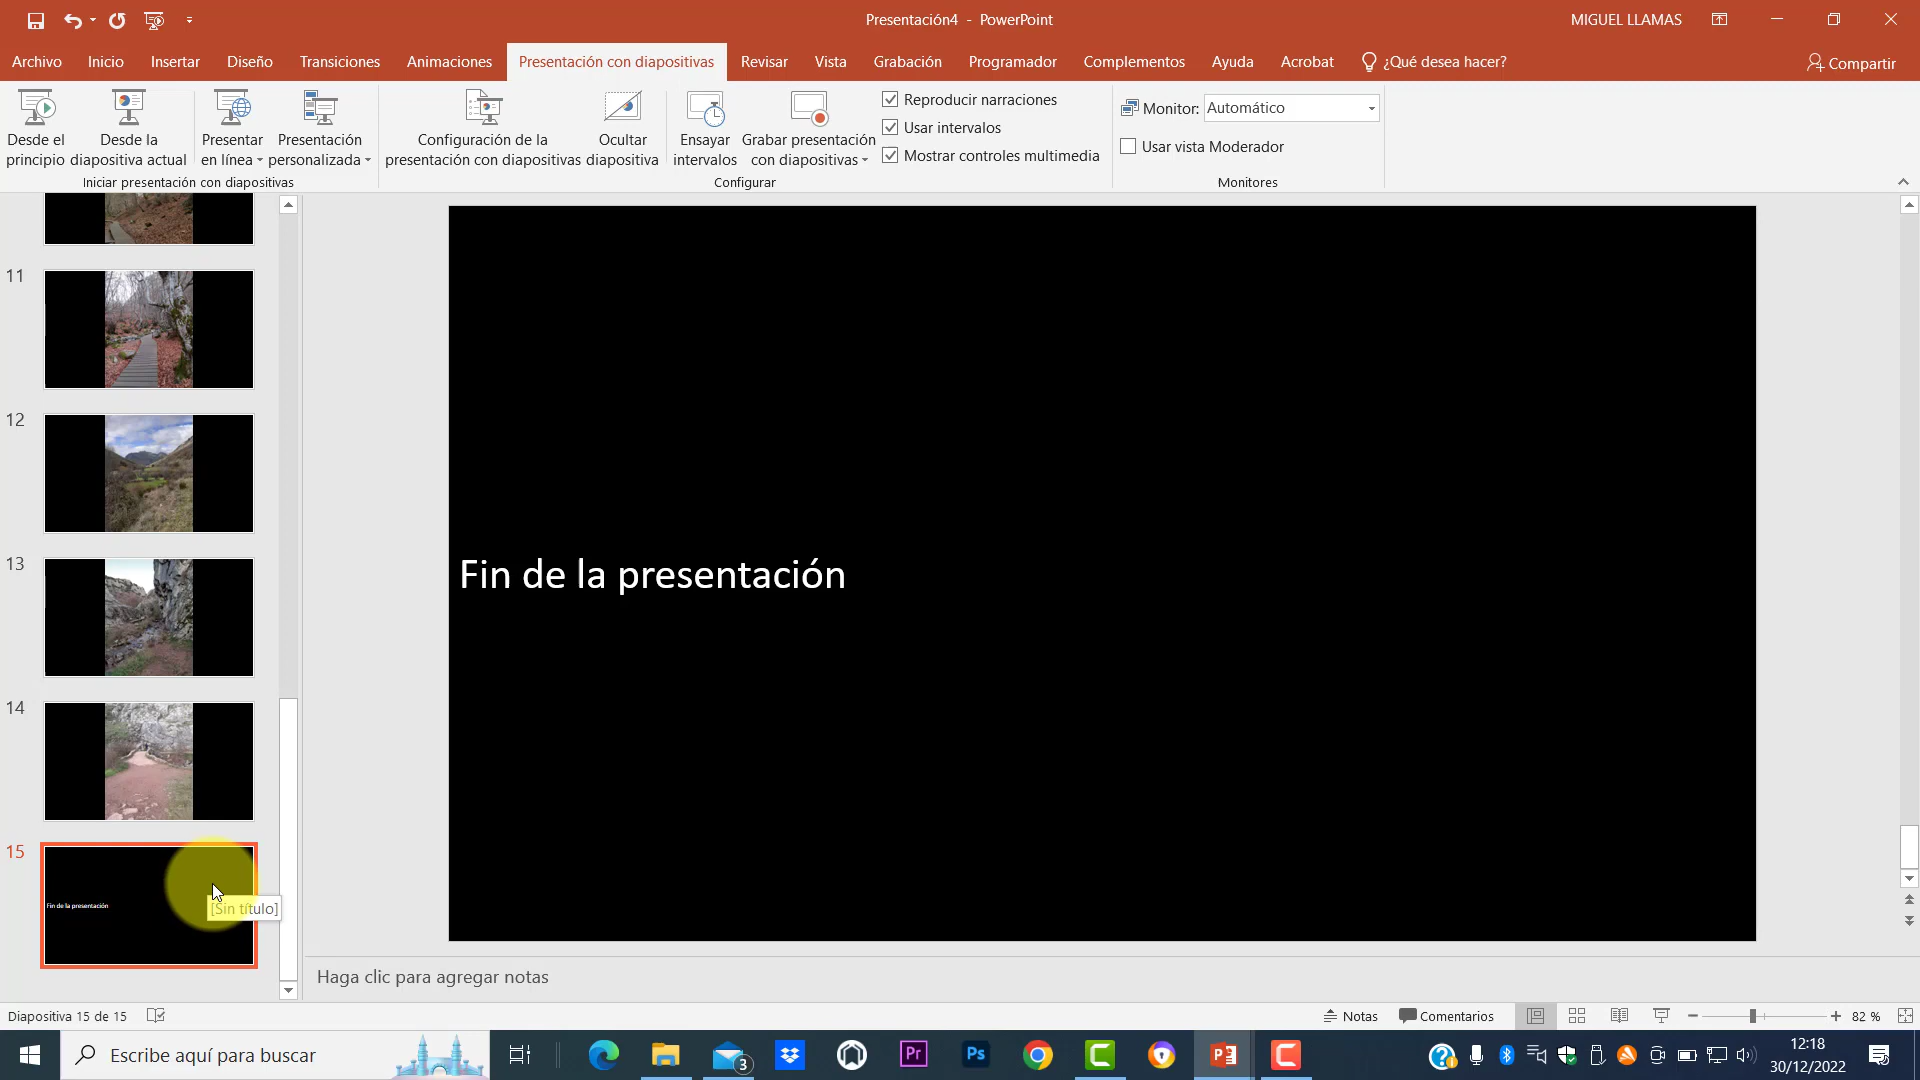 Presentación4 - PowerPoint
MIGUEL LLAMAS
Archivo Inicio Insertar Diseño Transiciones Animaciones Presentación con diapositivas Revisar Vista Grabación Programador Complementos Ayuda Acrobat ¿Qué desea hacer? Compartir
Desde el principio
Desde la diapositiva actual
Presentar en línea
Presentación personalizada
Iniciar presentación con diapositivas
Configuración de la presentación con diapositivas
Ocultar diapositiva
Ensayar intervalos
Grabar presentación con diapositivas
Reproducir narraciones
Usar intervalos
Mostrar controles multimedia
Configurar
Monitor: Automático
Usar vista Moderador
Monitores
11
12
13
14
15
Fin de la presentación
[Sin título]
Fin de la presentación
Haga clic para agregar notas
Diapositiva 15 de 15
Notas Comentarios 82 %
Escribe aquí para buscar
3
Pr
Ps
12:18
30/12/2022